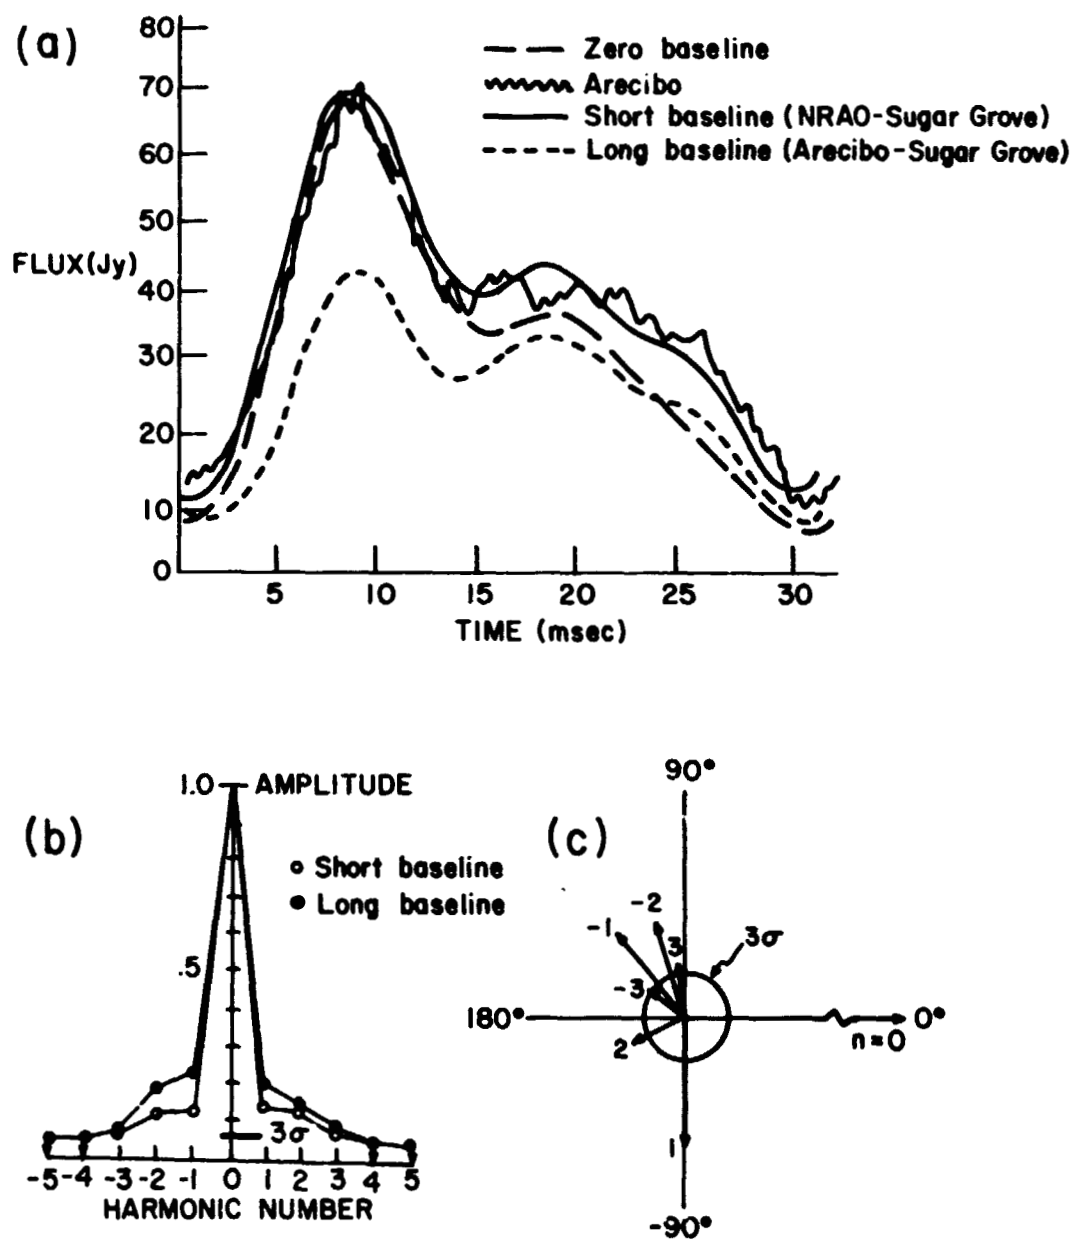 (a)
80
70
60
50
40
30
20
10
0
FLUX(Jy)
Zero baseline
Arecibo
Short baseline (NRAO-Sugar Grove)
Long baseline (Arecibo-Sugar Grove)
5 10 15 20 25 30
TIME (msec)
(b)
1.0 AMPLITUDE
Short baseline
Long baseline
.5
3σ
-5 -4 -3 -2 -1 0 1 2 3 4 5
HARMONIC NUMBER
(c)
90°
-2
-1
3
3σ
-3
180°
0°
n=0
2
1
-90°